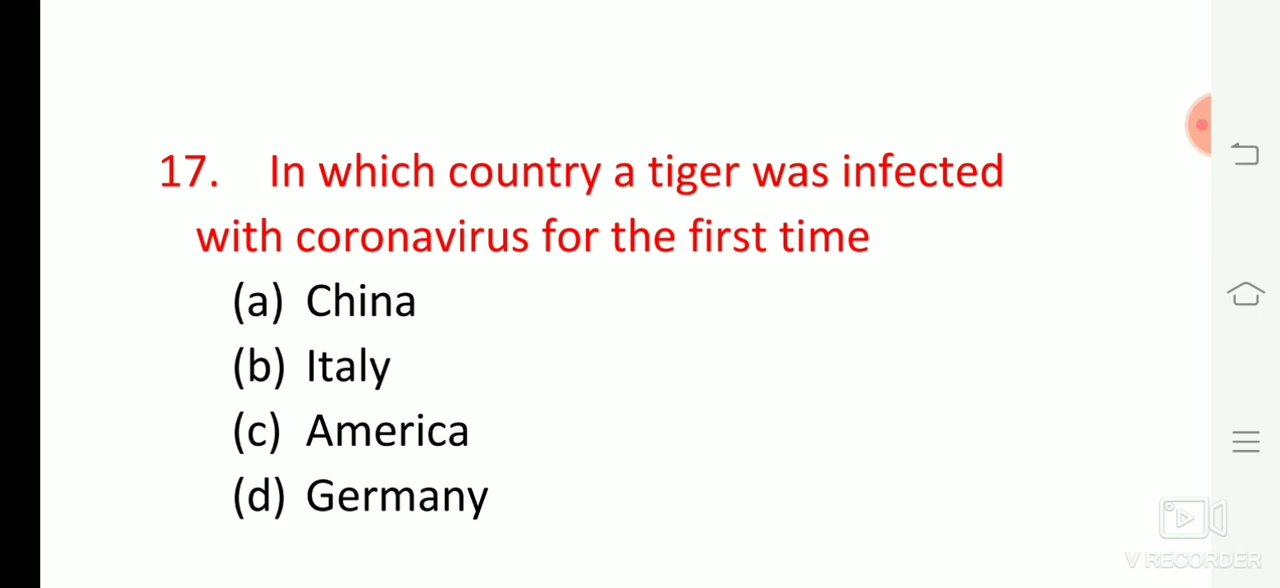 17. In which country a tiger was infected
with coronavirus for the first time
(a) China
(b) Italy
(c) America
(d) Germany
V RECORDER